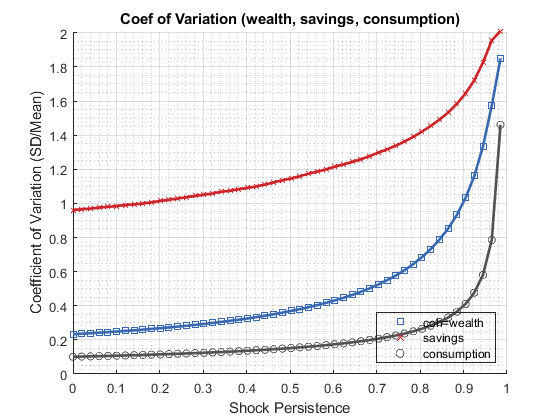 Coef of Variation (wealth, savings, consumption)
Coefficient of Variation (SD/Mean)
2
1.8
1.6
1.4
1.2
1
0.8
0.6
0.4
0.2
0
0 0.1 0.2 0.3 0.4 0.5 0.6 0.7 0.8 0.9 1
Shock Persistence
coh=wealth
savings
consumption